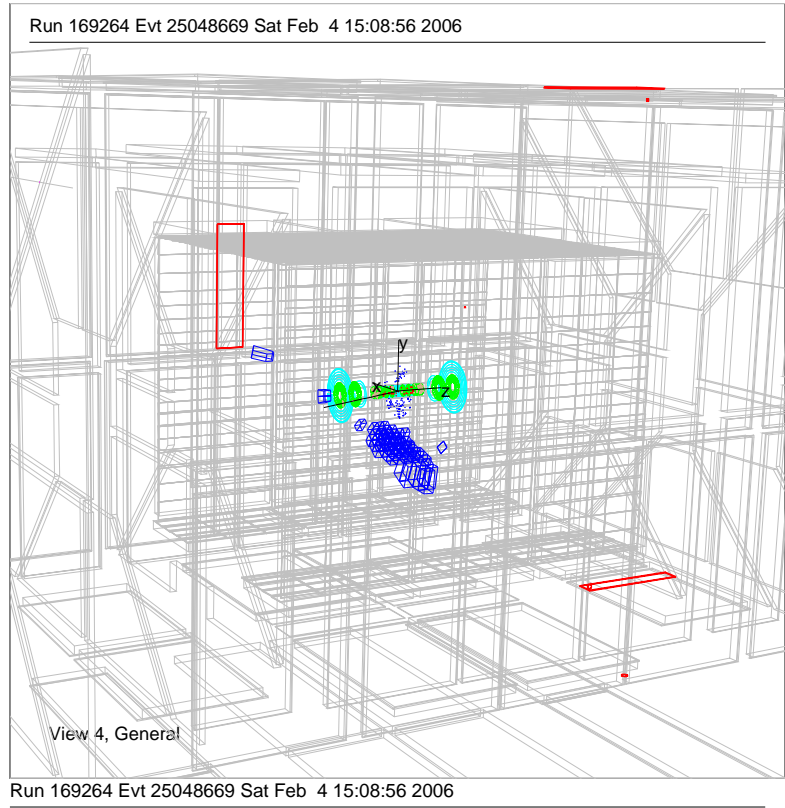 Run 169264 Evt 25048669 Sat Feb 4 15:08:56 2006
y
x
z
View 4, General
Run 169264 Evt 25048669 Sat Feb 4 15:08:56 2006